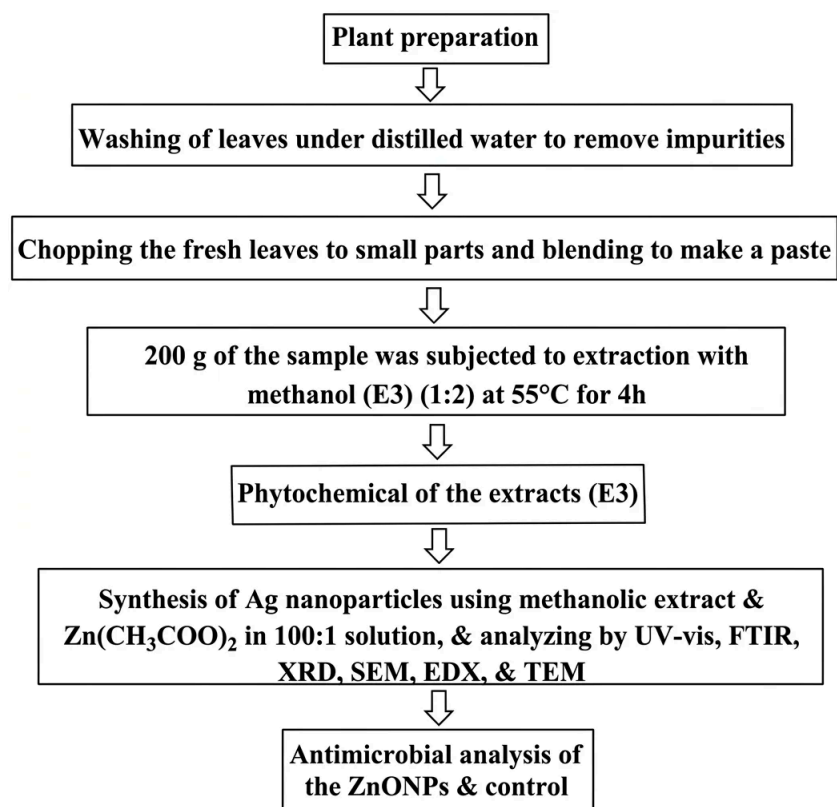 Plant preparation
Washing of leaves under distilled water to remove impurities
Chopping the fresh leaves to small parts and blending to make a paste
200 g of the sample was subjected to extraction with
methanol (E3) (1:2) at 55°C for 4h
Phytochemical of the extracts (E3)
Synthesis of Ag nanoparticles using methanolic extract &
Zn(CH₃COO)₂ in 100:1 solution, & analyzing by UV-vis, FTIR,
XRD, SEM, EDX, & TEM
Antimicrobial analysis of
the ZnONPs & control